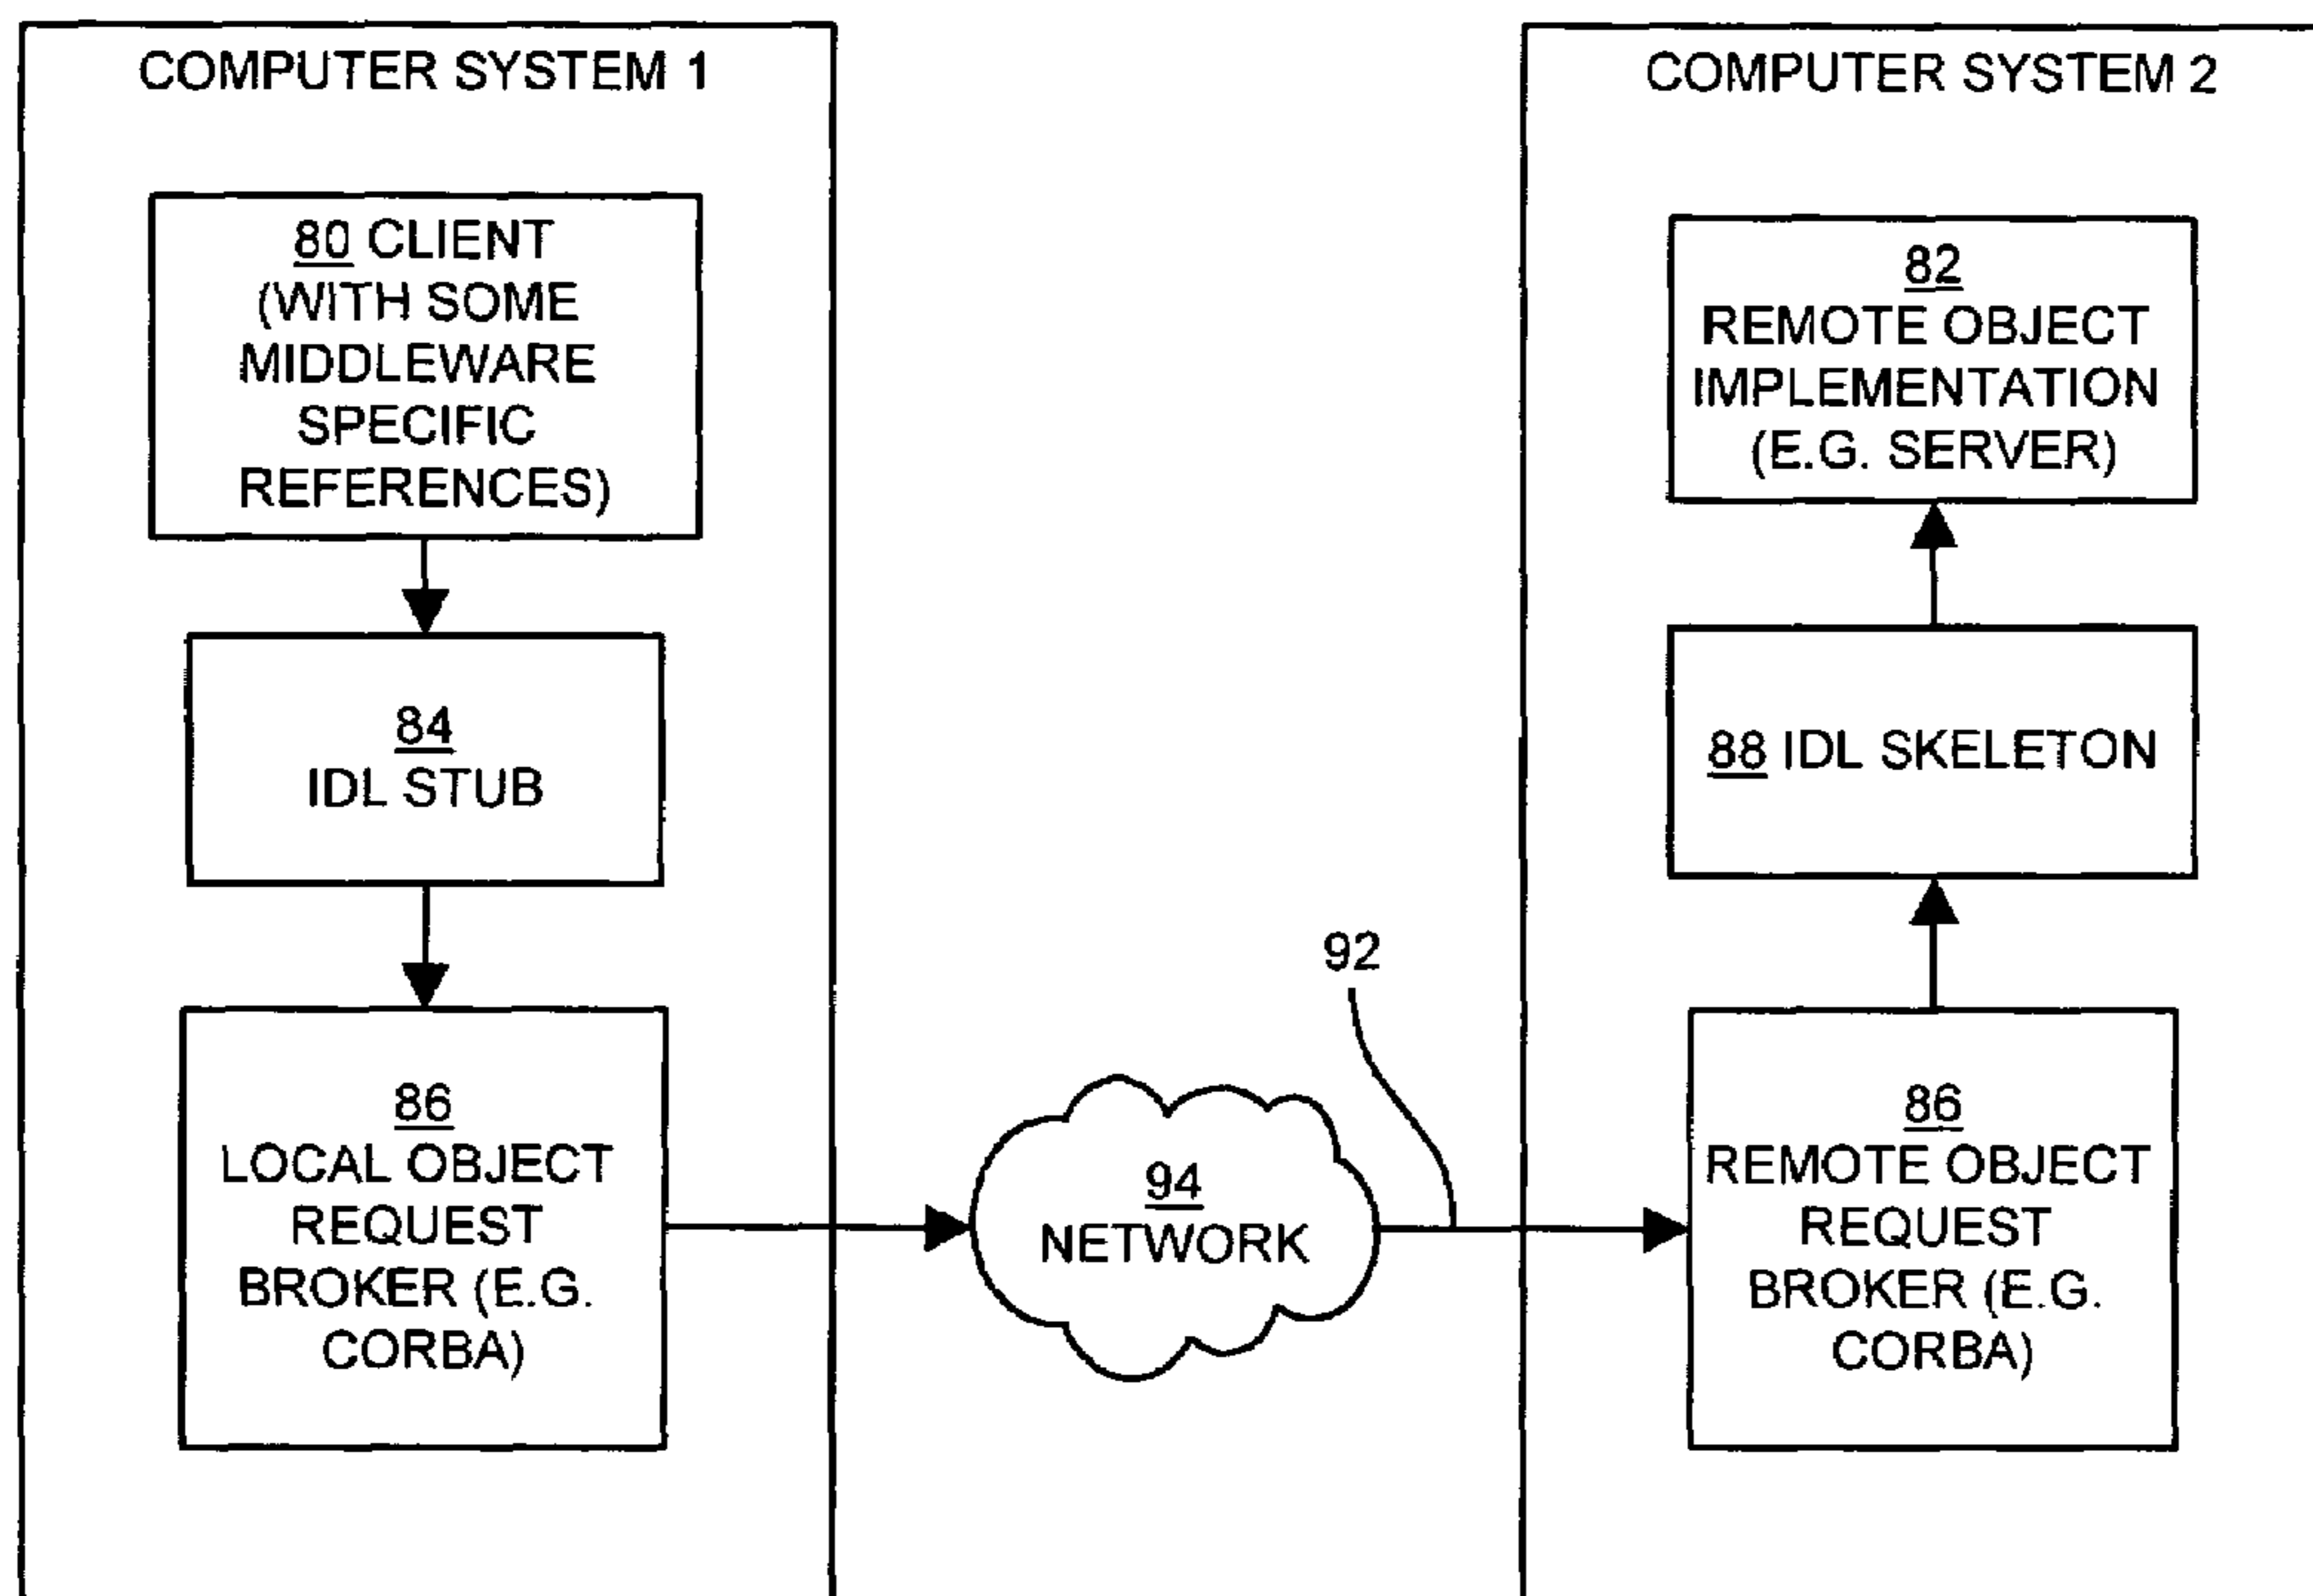 COMPUTER SYSTEM 1
80 CLIENT
(WITH SOME
MIDDLEWARE
SPECIFIC
REFERENCES)
84
IDL STUB
86
LOCAL OBJECT
REQUEST
BROKER (E.G.
CORBA)
94
NETWORK
92
COMPUTER SYSTEM 2
82
REMOTE OBJECT
IMPLEMENTATION
(E.G. SERVER)
88 IDL SKELETON
86
REMOTE OBJECT
REQUEST
BROKER (E.G.
CORBA)